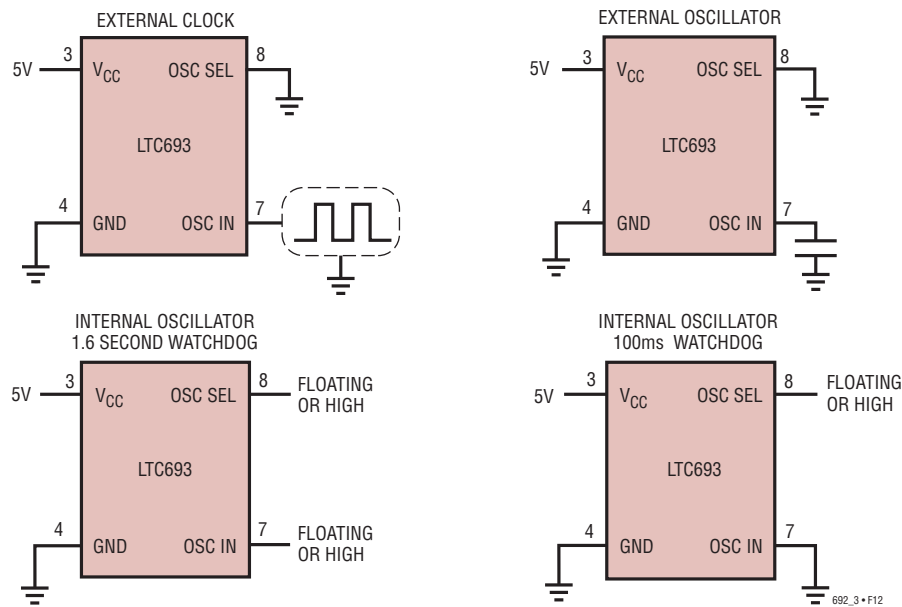 EXTERNAL CLOCK
5V
3
VCC
OSC SEL
8
LTC693
4
GND
OSC IN
7
EXTERNAL OSCILLATOR
5V
3
VCC
OSC SEL
8
LTC693
4
GND
OSC IN
7
INTERNAL OSCILLATOR
1.6 SECOND WATCHDOG
5V
3
VCC
OSC SEL
8
FLOATING
OR HIGH
LTC693
4
GND
OSC IN
7
FLOATING
OR HIGH
INTERNAL OSCILLATOR
100ms WATCHDOG
5V
3
VCC
OSC SEL
8
FLOATING
OR HIGH
LTC693
4
GND
OSC IN
7
692_3 • F12